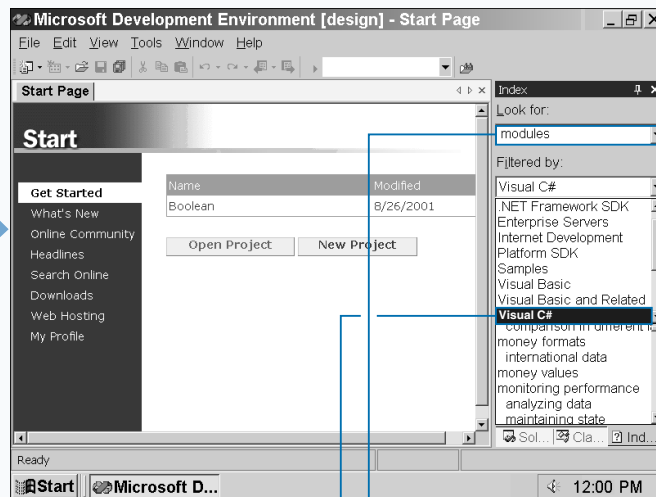 Microsoft Development Environment [design] - Start Page
File Edit View Tools Window Help
Start Page
Start
Get Started
What's New
Online Community
Headlines
Search Online
Downloads
Web Hosting
My Profile
Name Modified
Boolean 8/26/2001
Open Project New Project
Index
Look for:
modules
Filtered by:
Visual C#
.NET Framework SDK
Enterprise Servers
Internet Development
Platform SDK
Samples
Visual Basic
Visual Basic and Related
Visual C#
comparison in different
money formats
international data
money values
monitoring performance
analyzing data
maintaining state
Sol... Cla... Ind...
Ready
Start Microsoft D... 12:00 PM